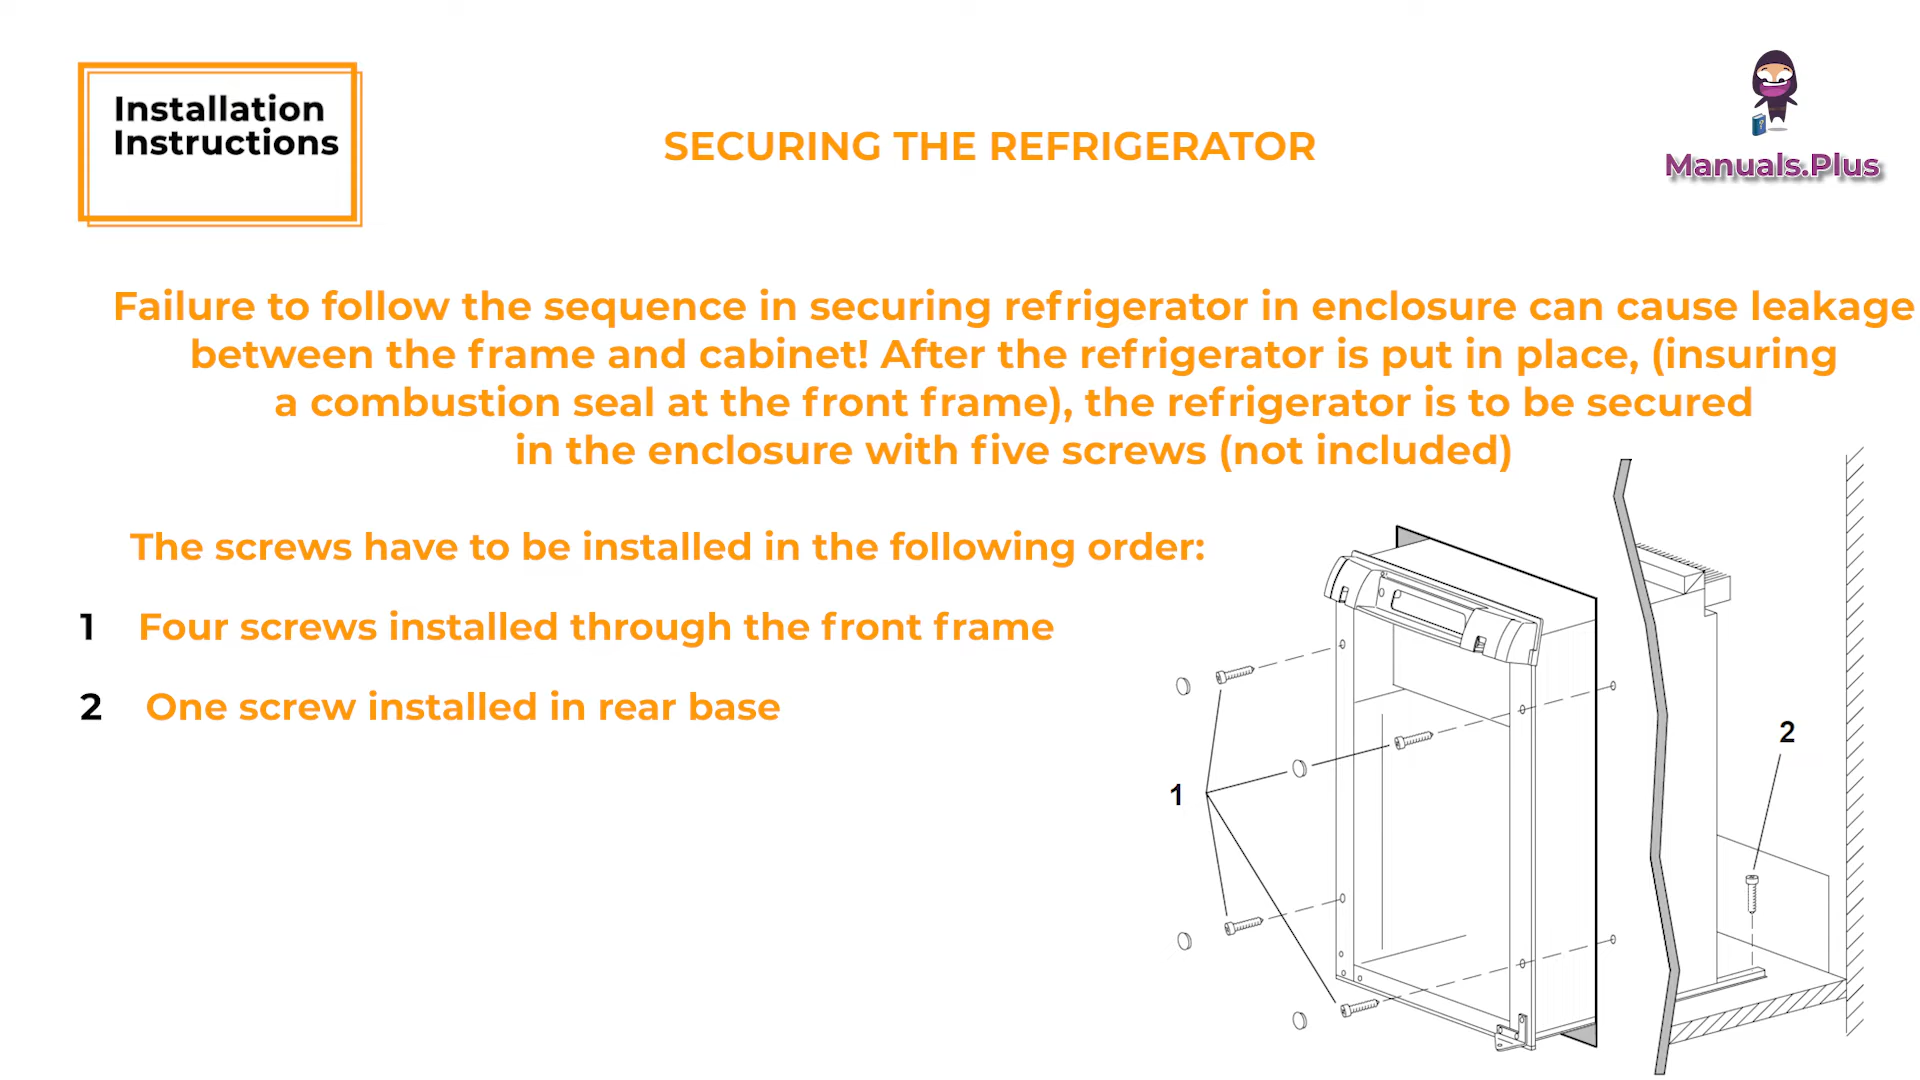 Installation
Instructions
SECURING THE REFRIGERATOR
Manuals.Plus
Failure to follow the sequence in securing refrigerator in enclosure can cause leakage
between the frame and cabinet! After the refrigerator is put in place, (insuring
a combustion seal at the front frame), the refrigerator is to be secured
in the enclosure with five screws (not included)
The screws have to be installed in the following order:
1 Four screws installed through the front frame
2 One screw installed in rear base
1
2